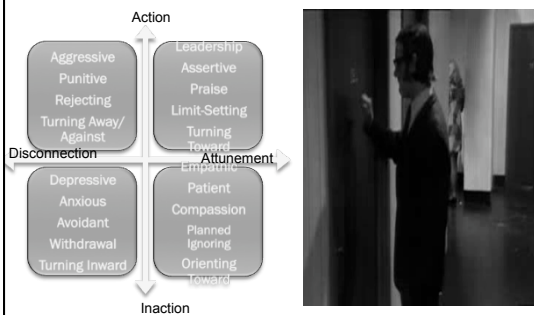 Action
Aggressive
Punitive
Rejecting
Turning Away/
Against
Leadership
Assertive
Praise
Limit-Setting
Turning
Toward
Disconnection
Attunement
Depressive
Anxious
Avoidant
Withdrawal
Turning Inward
Empathic
Patient
Compassion
Planned
Ignoring
Orienting
Toward
Inaction